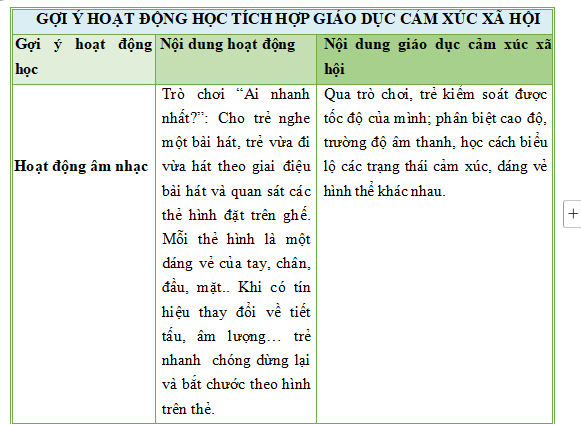 GỢI Ý HOẠT ĐỘNG HỌC TÍCH HỢP GIÁO DỤC CẢM XÚC XÃ HỘI
Gợi ý hoạt động
học
Nội dung hoạt động
Nội dung giáo dục cảm xúc xã
hội
Hoạt động âm nhạc
Trò chơi “Ai nhanh
nhất?”: Cho trẻ nghe
một bài hát, trẻ vừa đi
vừa hát theo giai điệu
bài hát và quan sát các
thẻ hình đặt trên ghế.
Mỗi thẻ hình là một
dáng vẻ của tay, chân,
đầu, mặt.. Khi có tín
hiệu thay đổi về tiết
tấu, âm lượng… trẻ
nhanh chóng dừng lại
và bắt chước theo hình
trên thẻ.
Qua trò chơi, trẻ kiểm soát được
tốc độ của mình; phân biệt cao độ,
trường độ âm thanh, học cách biểu
lộ các trạng thái cảm xúc, dáng vẻ
hình thể khác nhau.